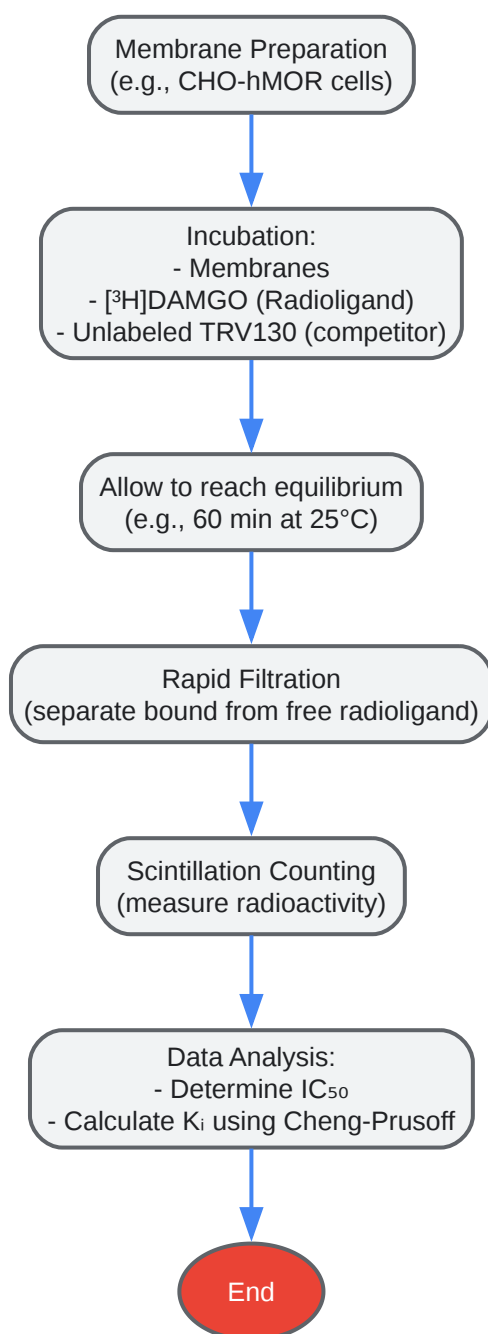 Membrane Preparation
(e.g., CHO-hMOR cells)
Incubation:
- Membranes
- [³H]DAMGO (Radioligand)
- Unlabeled TRV130 (competitor)
Allow to reach equilibrium
(e.g., 60 min at 25°C)
Rapid Filtration
(separate bound from free radioligand)
Scintillation Counting
(measure radioactivity)
Data Analysis:
- Determine IC₅₀
- Calculate Kᵢ using Cheng-Prusoff
End